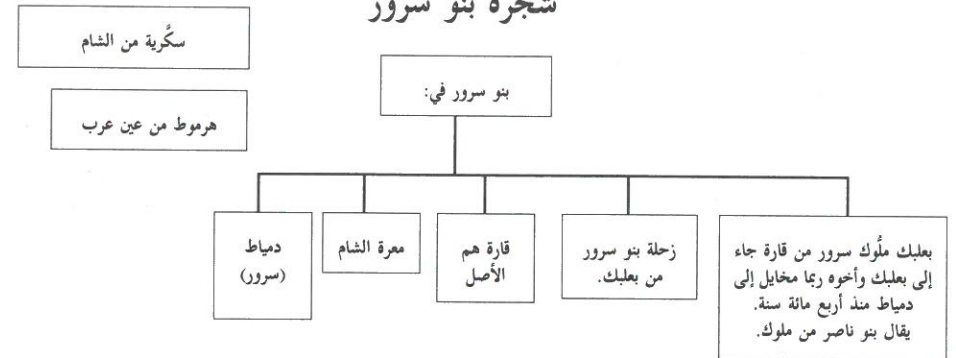 شجرة بنو سرور
سكَّرية من الشام
هرموط من عين عرب
بنو سرور في:
بعلبك ملُّوك سرور من قارة جاء
إلى بعلبك وأخوه ربما مخايل إلى
دمياط منذ أربع مائة سنة.
يقال بنو ناصر من ملوك.
زحلة بنو سرور
من بعلبك.
قارة هم
الأصل
معرة الشام
دمياط
(سرور)